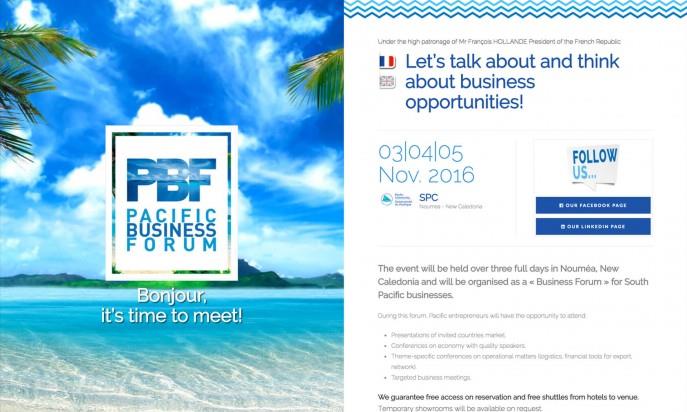 PBF
PACIFIC
BUSINESS
FORUM
Bonjour,
it's time to meet!
Under the high patronage of Mr François HOLLANDE President of the French Republic
Let's talk about and think
about business
opportunities!
03|04|05
Nov. 2016
SPC
Noumea - New Caledonia
FOLLOW
US...
OUR FACEBOOK PAGE
OUR LINKEDIN PAGE
The event will be held over three full days in Nouméa, New
Caledonia and will be organised as a « Business Forum » for South
Pacific businesses.
During this forum, Pacific entrepreneurs will have the opportunity to attend:
Presentations of invited countries market.
Conferences on economy with quality speakers.
Theme-specific conferences on operational matters (logistics, financial tools for export,
network).
Targeted business meetings.
We guarantee free access on reservation and free shuttles from hotels to venue.
Temporary showrooms will be available on request.